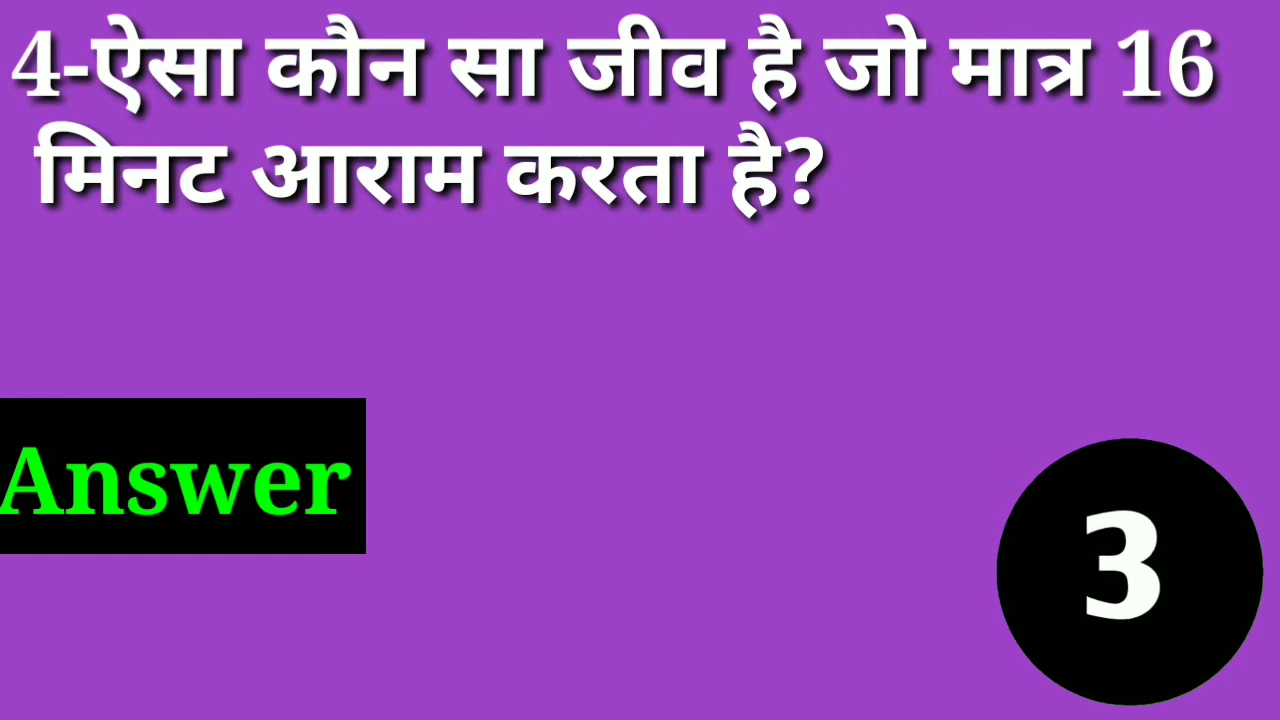 4-ऐसा कौन सा जीव है जो मात्र 16
मिनट आराम करता है?
Answer
3